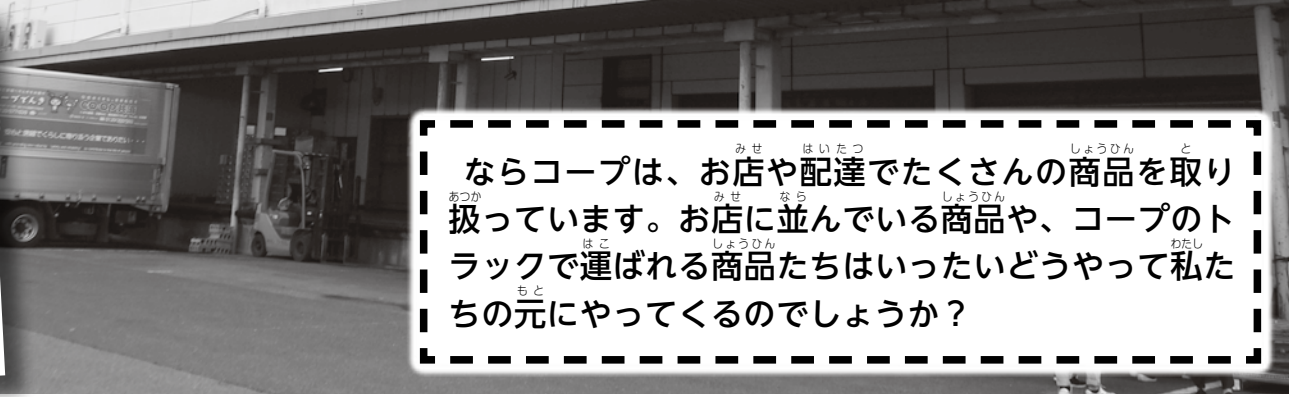 ならコープは、お店や配達でたくさんの商品を取り
扱っています。お店に並んでいる商品や、コープのト
ラックで運ばれる商品たちはいったいどうやって私た
ちの元にやってくるのでしょうか？